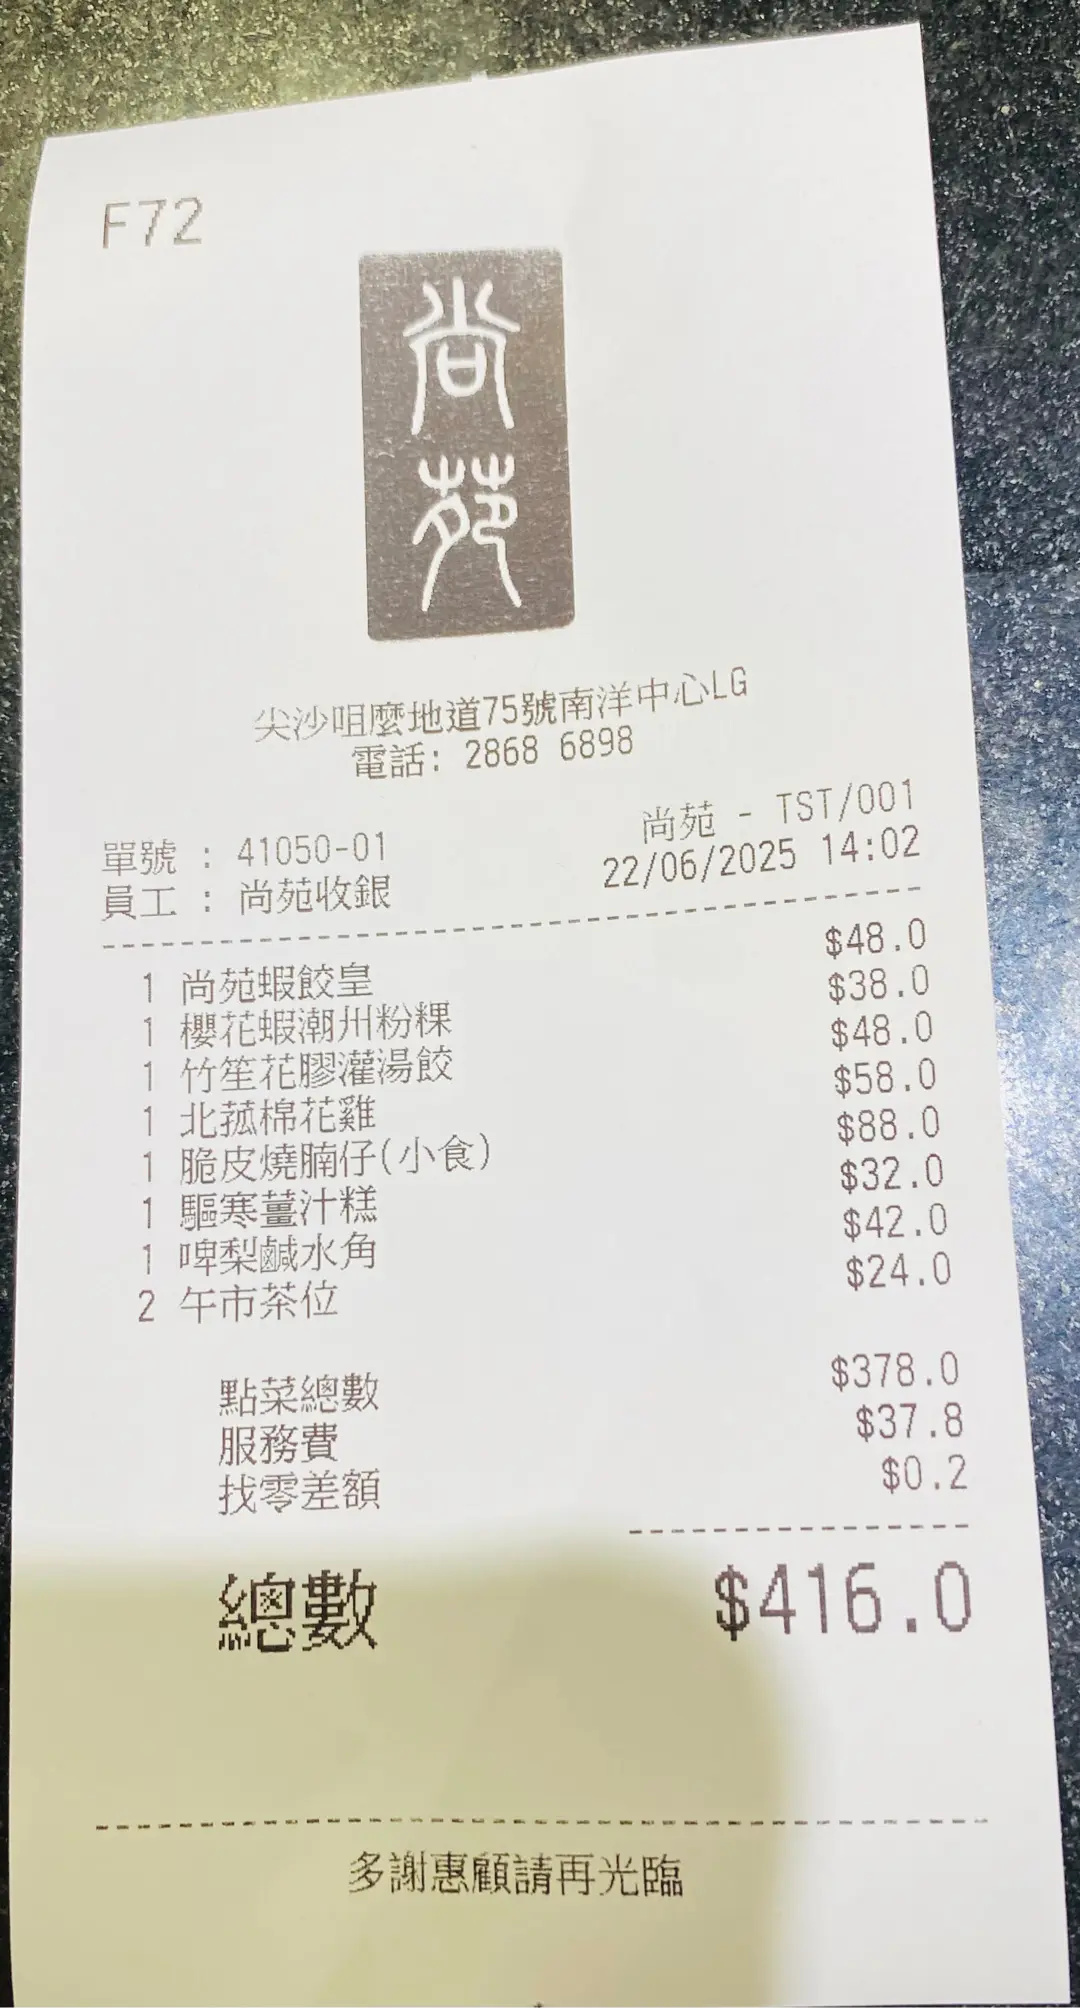 F72
尚苑
尖沙咀麼地道75號南洋中心LG
電話: 2868 6898
尚苑 - TST/001
單號 : 41050-01
22/06/2025 14:02
員工 : 尚苑收銀
1 尚苑蝦餃皇 $48.0
1 櫻花蝦潮州粉粿 $38.0
1 竹笙花膠灌湯餃 $48.0
1 北菰棉花雞 $58.0
1 脆皮燒腩仔(小食) $88.0
1 驅寒薑汁糕 $32.0
1 啤梨鹹水角 $42.0
2 午市茶位 $24.0
點菜總數 $378.0
服務費 $37.8
找零差額 $0.2
總數 $416.0
多謝惠顧請再光臨